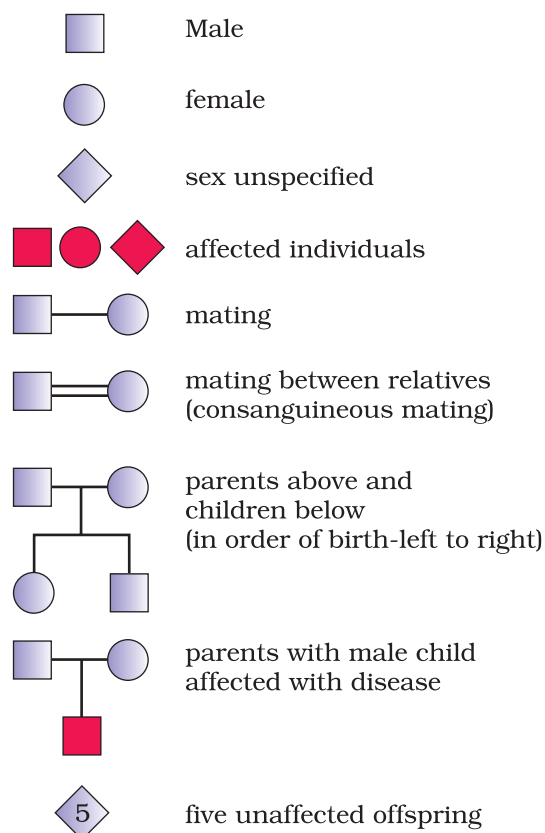 Male
female
sex unspecified
affected individuals
mating
mating between relatives
(consanguineous mating)
parents above and
children below
(in order of birth-left to right)
parents with male child
affected with disease
5 five unaffected offspring